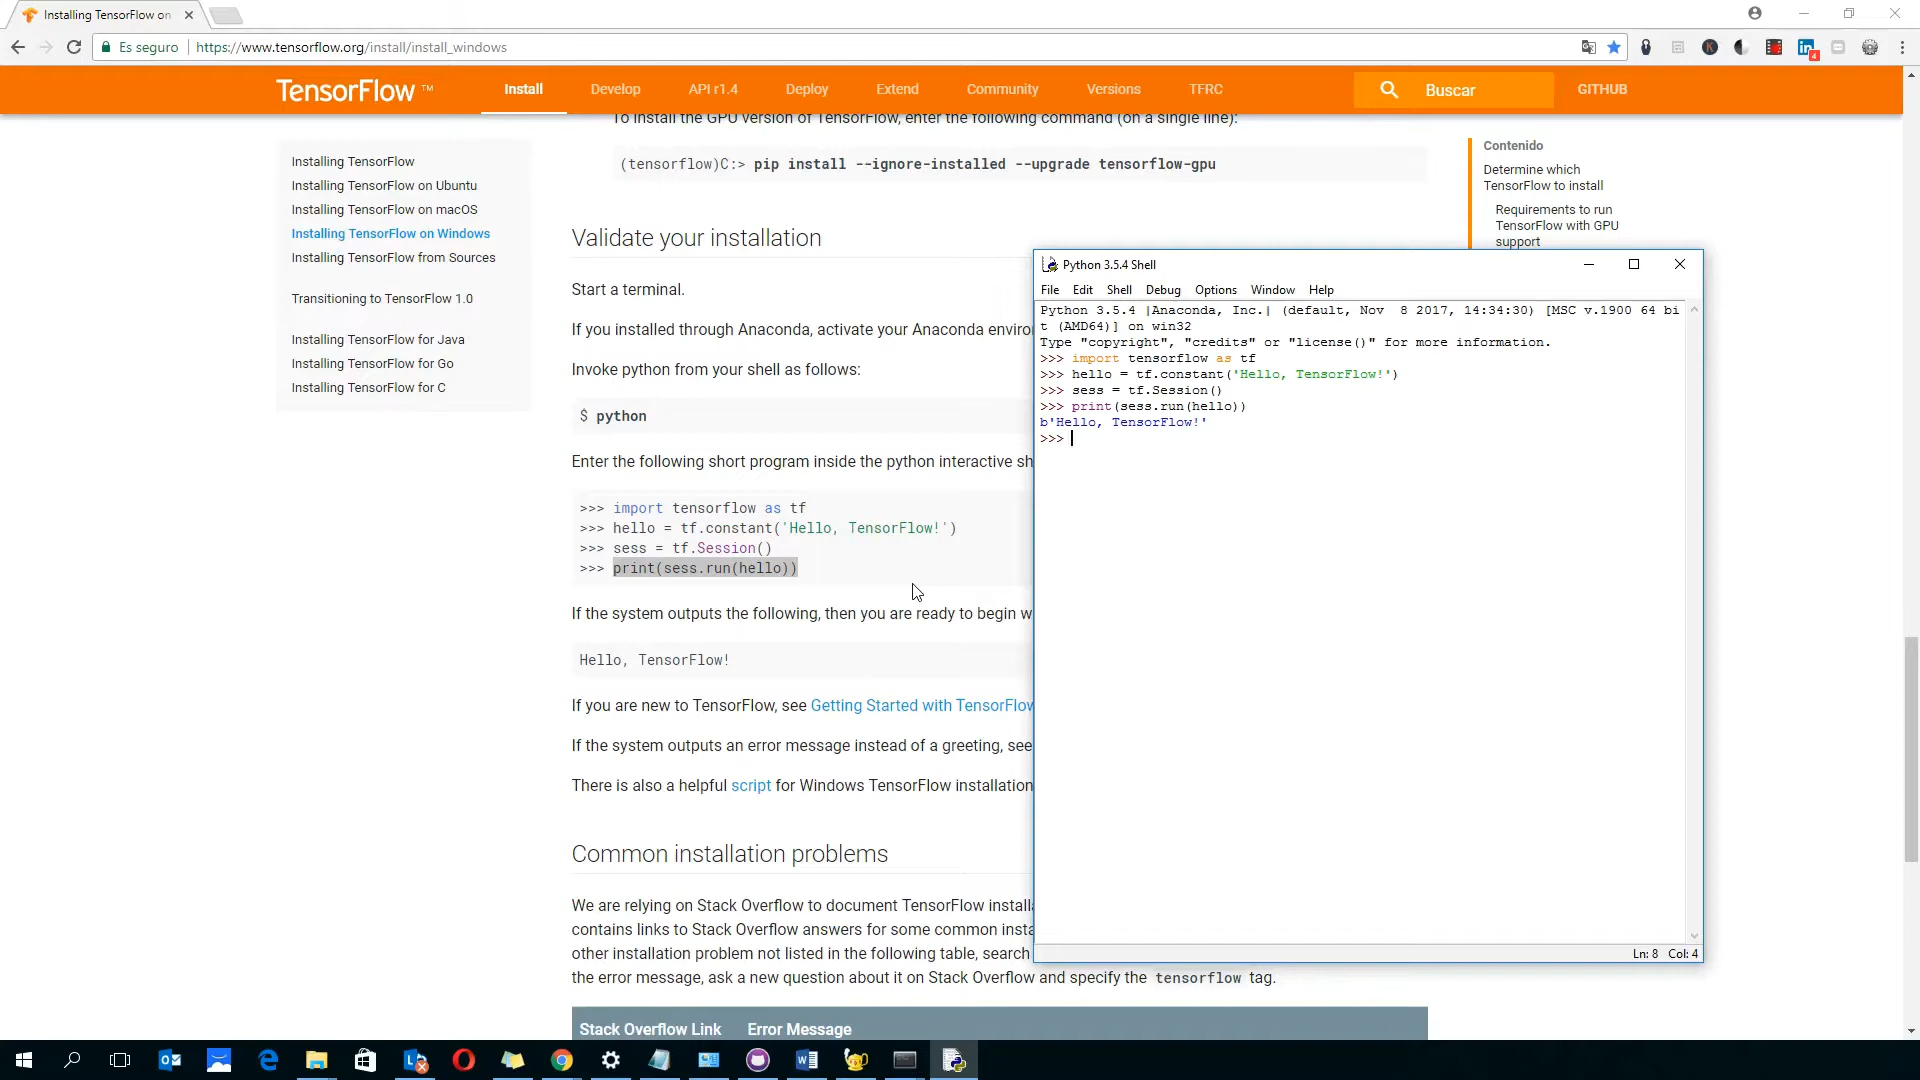 Installing TensorFlow on
Es seguro
https://www.tensorflow.org/install/install_windows
4
TensorFlow ™
Install
Develop
API r1.4
Deploy
Extend
Community
Versions
TFRC
Buscar
GITHUB
Installing TensorFlow
Installing TensorFlow on Ubuntu
Installing TensorFlow on macOS
Installing TensorFlow on Windows
Installing TensorFlow from Sources
Transitioning to TensorFlow 1.0
Installing TensorFlow for Java
Installing TensorFlow for Go
Installing TensorFlow for C
To install the GPU version of TensorFlow, enter the following command (on a single line):
(tensorflow)C:> pip install --ignore-installed --upgrade tensorflow-gpu
Validate your installation
Start a terminal.
If you installed through Anaconda, activate your Anaconda
Invoke python from your shell as follows:
$ python
Enter the following short program inside the python interactive
>>> import tensorflow as tf
>>> hello = tf.constant('Hello, TensorFlow!')
>>> sess = tf.Session()
>>> print(sess.run(hello))
If the system outputs the following, then you are ready to begin
Hello, TensorFlow!
If you are new to TensorFlow, see Getting Started with TensorFlow
If the system outputs an error message instead of a greeting, see
There is also a helpful script for Windows TensorFlow installation
Common installation problems
We are relying on Stack Overflow to document TensorFlow
contains links to Stack Overflow answers for some common
other installation problem not listed in the following table, search
the error message, ask a new question about it on Stack Overflow and specify the tensorflow tag.
Stack Overflow Link
Error Message
Contenido
Determine which
TensorFlow to install
Requirements to run
TensorFlow with GPU
support
Python 3.5.4 Shell
File Edit Shell Debug Options Window Help
Python 3.5.4 |Anaconda, Inc.| (default, Nov  8 2017, 14:34:30) [MSC v.1900 64 bi
t (AMD64)] on win32
Type "copyright", "credits" or "license()" for more information.
>>> import tensorflow as tf
>>> hello = tf.constant('Hello, TensorFlow!')
>>> sess = tf.Session()
>>> print(sess.run(hello))
b'Hello, TensorFlow!'
>>>
Ln: 8 Col: 4